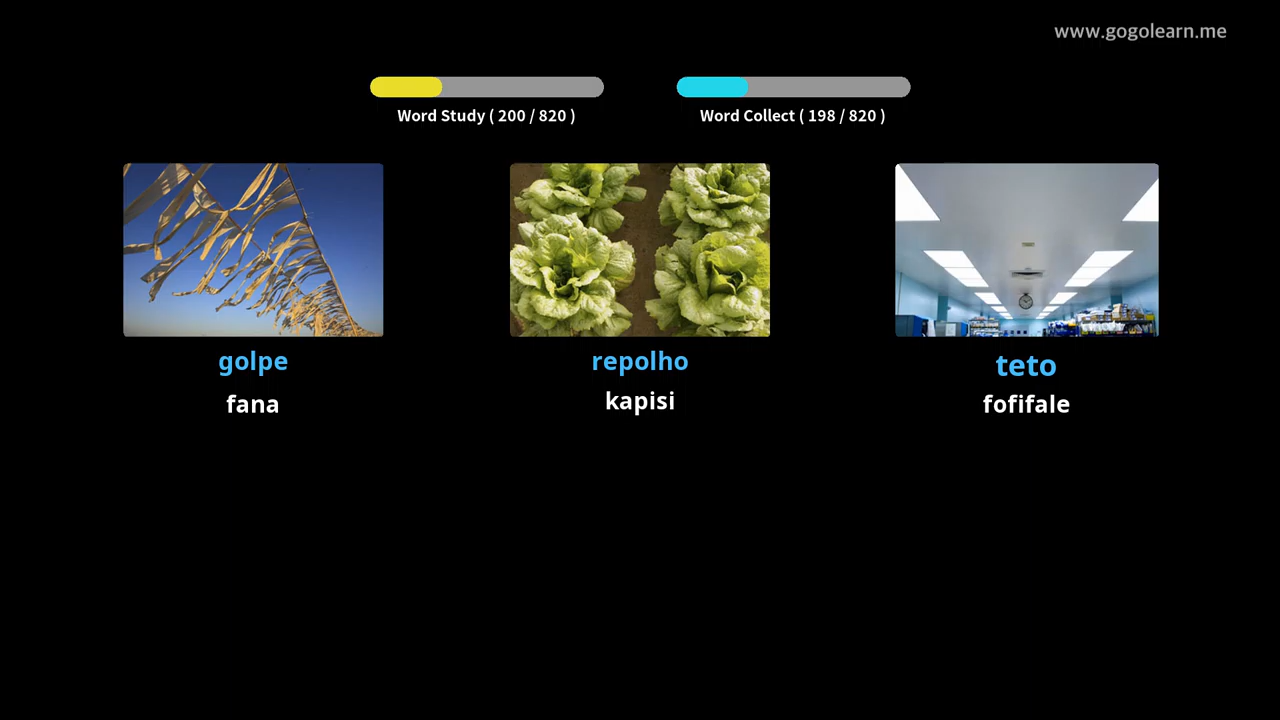 www.gogolearn.me
Word Study ( 200 / 820 )
Word Collect ( 198 / 820 )
golpe
fana
repolho
kapisi
teto
fofifale